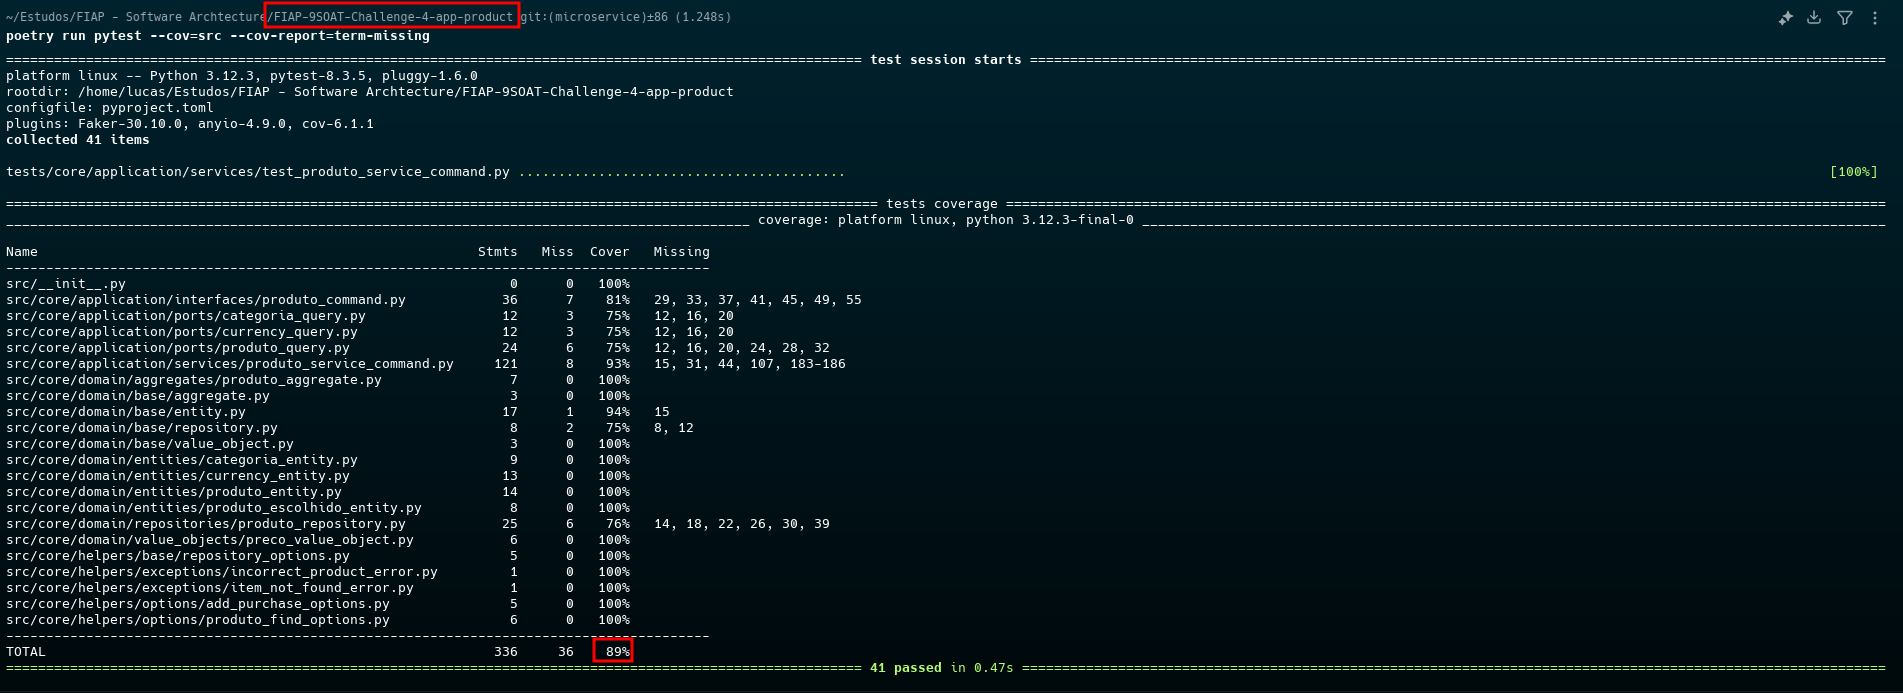 ~/Estudos/FIAP - Software Archtecture/FIAP-9SOAT-Challenge-4-app-product git:(microservice)±86 (1.248s)
poetry run pytest --cov=src --cov-report=term-missing
=== test session starts ===
platform linux -- Python 3.12.3, pytest-8.3.5, pluggy-1.6.0
rootdir: /home/lucas/Estudos/FIAP - Software Archtecture/FIAP-9SOAT-Challenge-4-app-product
configfile: pyproject.toml
plugins: Faker-30.10.0, anyio-4.9.0, cov-6.1.1
collected 41 items
tests/core/application/services/test_produto_service_command.py ......................................... [100%]
=== tests coverage ===
___ coverage: platform linux, python 3.12.3-final-0 ___
Name Stmts Miss Cover Missing
---
src/__init__.py 0 0 100%
src/core/application/interfaces/produto_command.py 36 7 81% 29, 33, 37, 41, 45, 49, 55
src/core/application/ports/categoria_query.py 12 3 75% 12, 16, 20
src/core/application/ports/currency_query.py 12 3 75% 12, 16, 20
src/core/application/ports/produto_query.py 24 6 75% 12, 16, 20, 24, 28, 32
src/core/application/services/produto_service_command.py 121 8 93% 15, 31, 44, 107, 183-186
src/core/domain/aggregates/produto_aggregate.py 7 0 100%
src/core/domain/base/aggregate.py 3 0 100%
src/core/domain/base/entity.py 17 1 94% 15
src/core/domain/base/repository.py 8 2 75% 8, 12
src/core/domain/base/value_object.py 3 0 100%
src/core/domain/entities/categoria_entity.py 9 0 100%
src/core/domain/entities/currency_entity.py 13 0 100%
src/core/domain/entities/produto_entity.py 14 0 100%
src/core/domain/entities/produto_escolhido_entity.py 8 0 100%
src/core/domain/repositories/produto_repository.py 25 6 76% 14, 18, 22, 26, 30, 39
src/core/domain/value_objects/preco_value_object.py 6 0 100%
src/core/helpers/base/repository_options.py 5 0 100%
src/core/helpers/exceptions/incorrect_product_error.py 1 0 100%
src/core/helpers/exceptions/item_not_found_error.py 1 0 100%
src/core/helpers/options/add_purchase_options.py 5 0 100%
src/core/helpers/options/produto_find_options.py 6 0 100%
---
TOTAL 336 36 89%
=== 41 passed in 0.47s ===